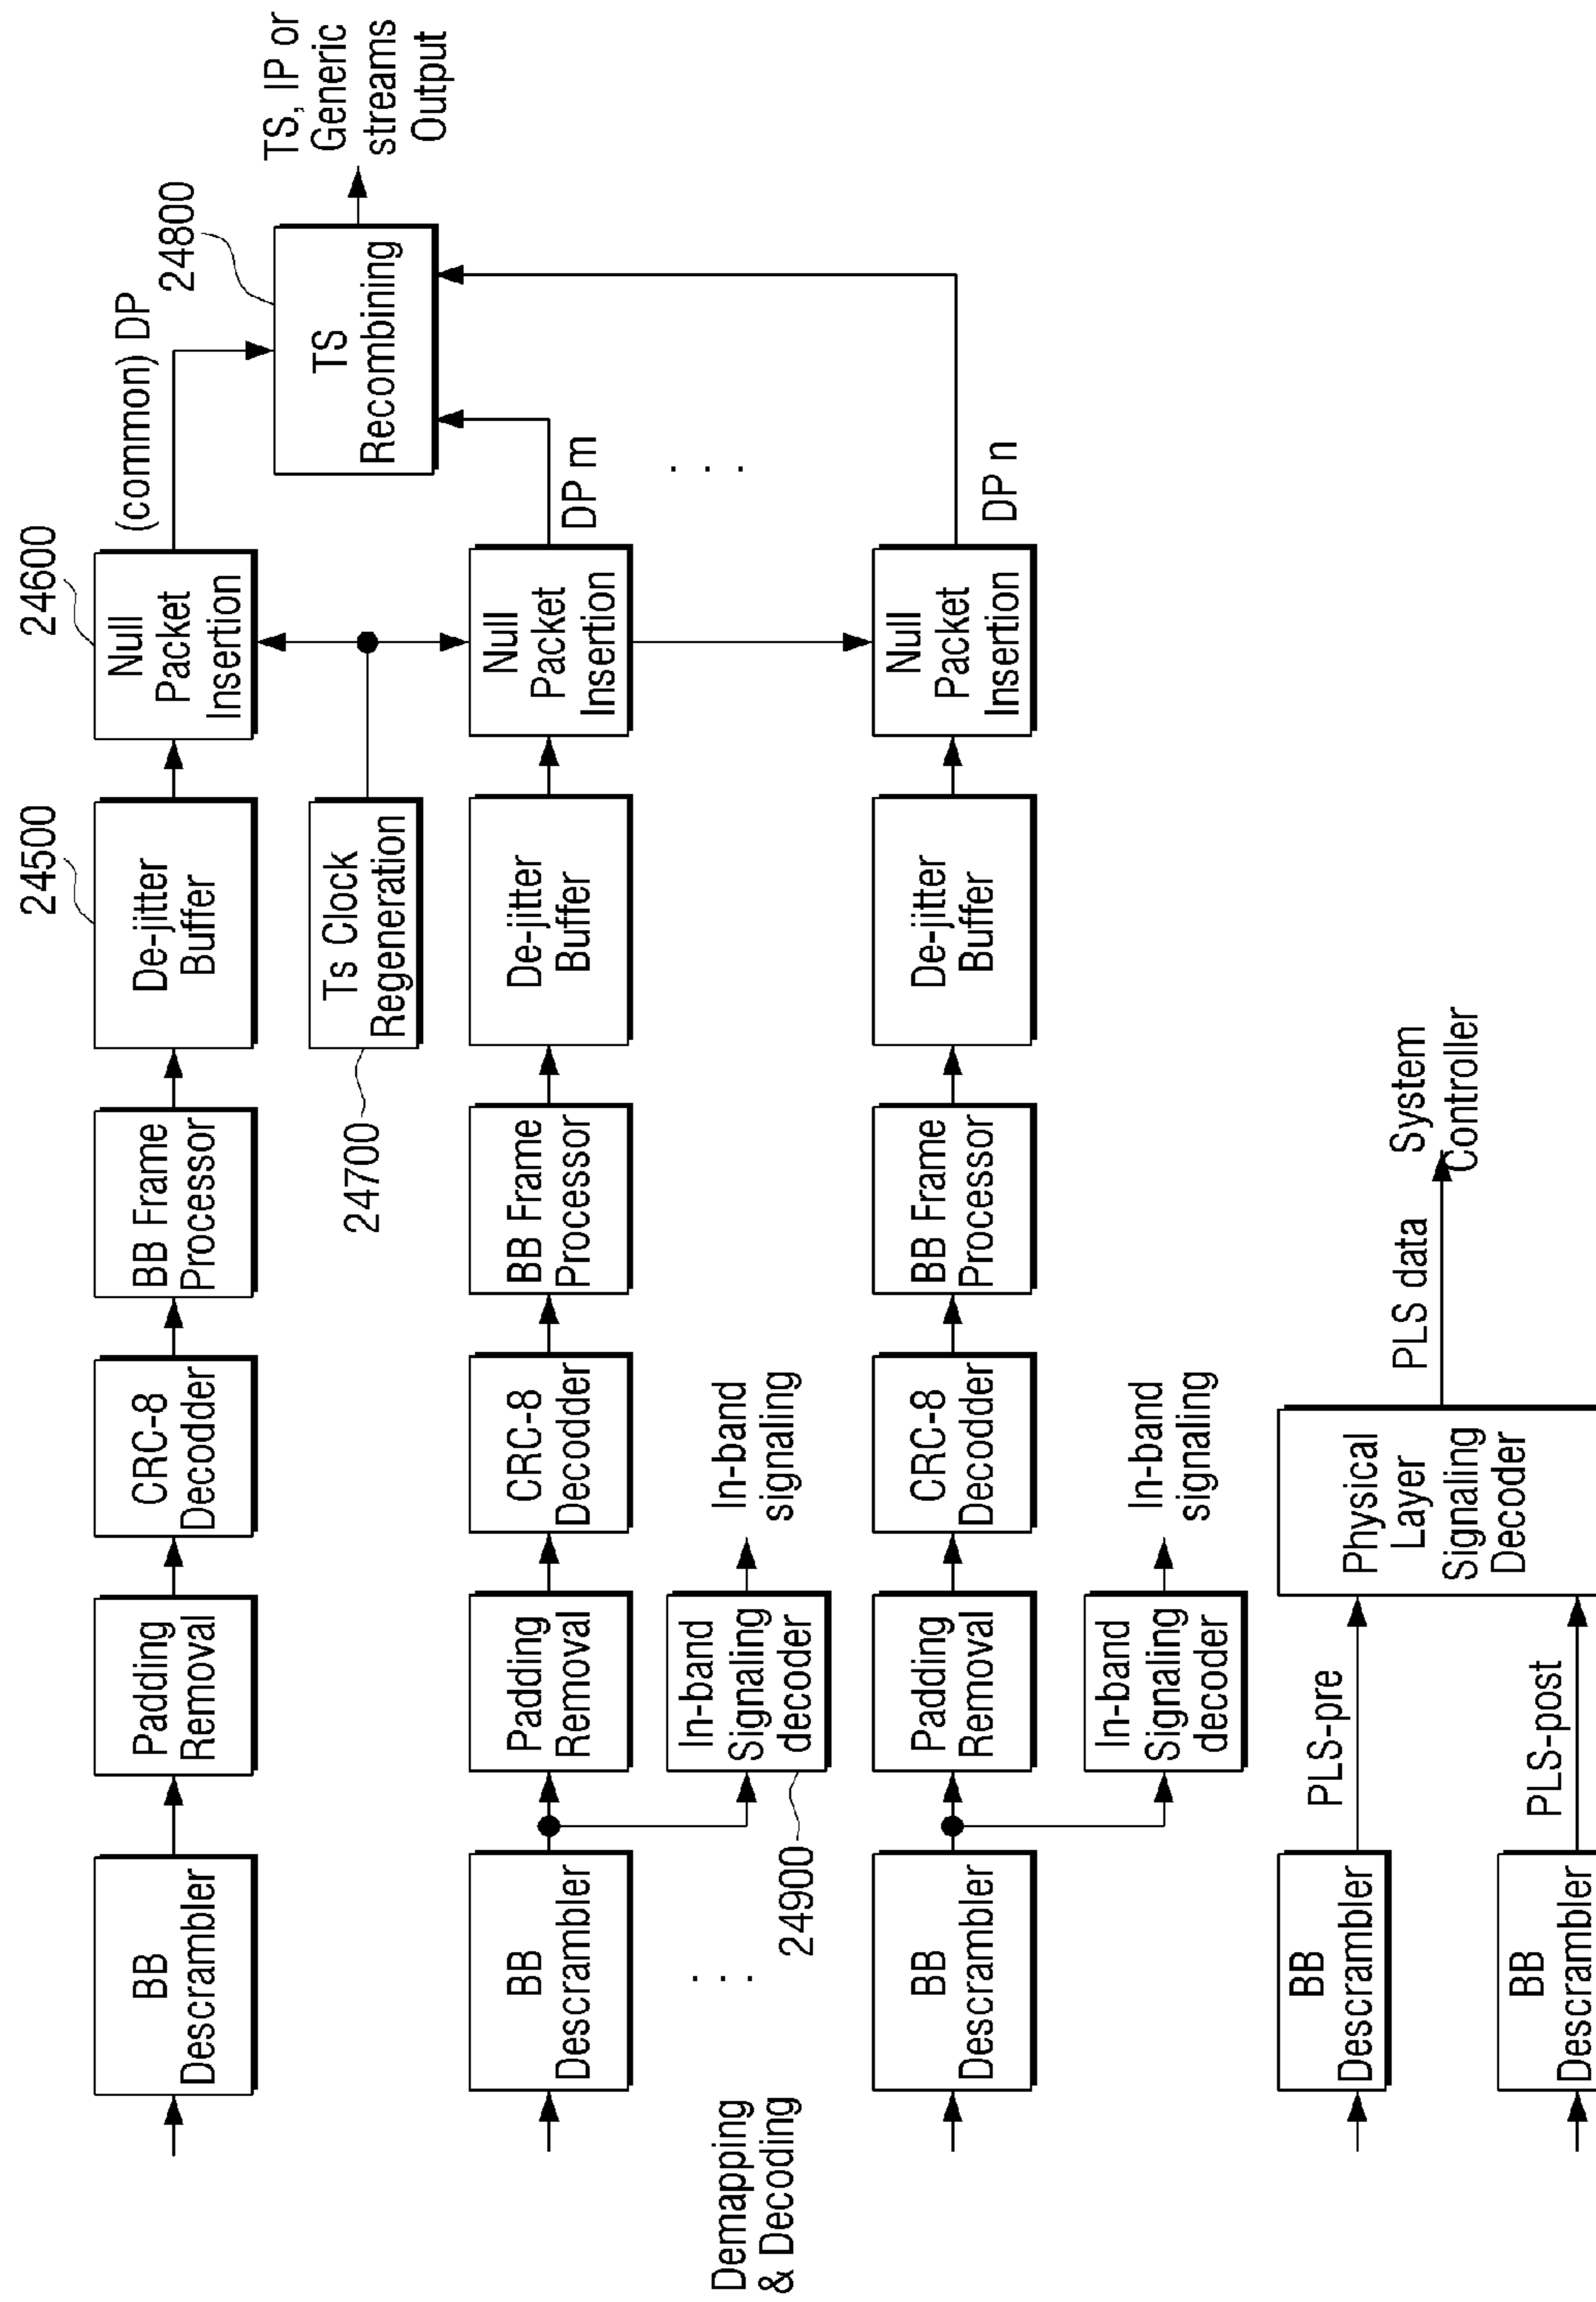 BB
Descrambler
Padding
Removal
CRC-8
Decodder
BB Frame
Processor
24500
De-jitter
Buffer
24600
Null
Packet
Insertion
(common) DP
24800
TS
Recombining
TS, IP or
Generic
streams
Output
24700
Ts Clock
Regeneration
BB
Descrambler
Padding
Removal
CRC-8
Decodder
BB Frame
Processor
De-jitter
Buffer
Null
Packet
Insertion
DP m
. . .
Demapping
& Decoding
. . .
24900
In-band
Signaling
decoder
In-band
signaling
BB
Descrambler
Padding
Removal
CRC-8
Decodder
BB Frame
Processor
De-jitter
Buffer
Null
Packet
Insertion
DP n
In-band
Signaling
decoder
In-band
signaling
BB
Descrambler
PLS-pre
Physical
Layer
Signaling
Decoder
PLS data
System
Controller
BB
Descrambler
PLS-post